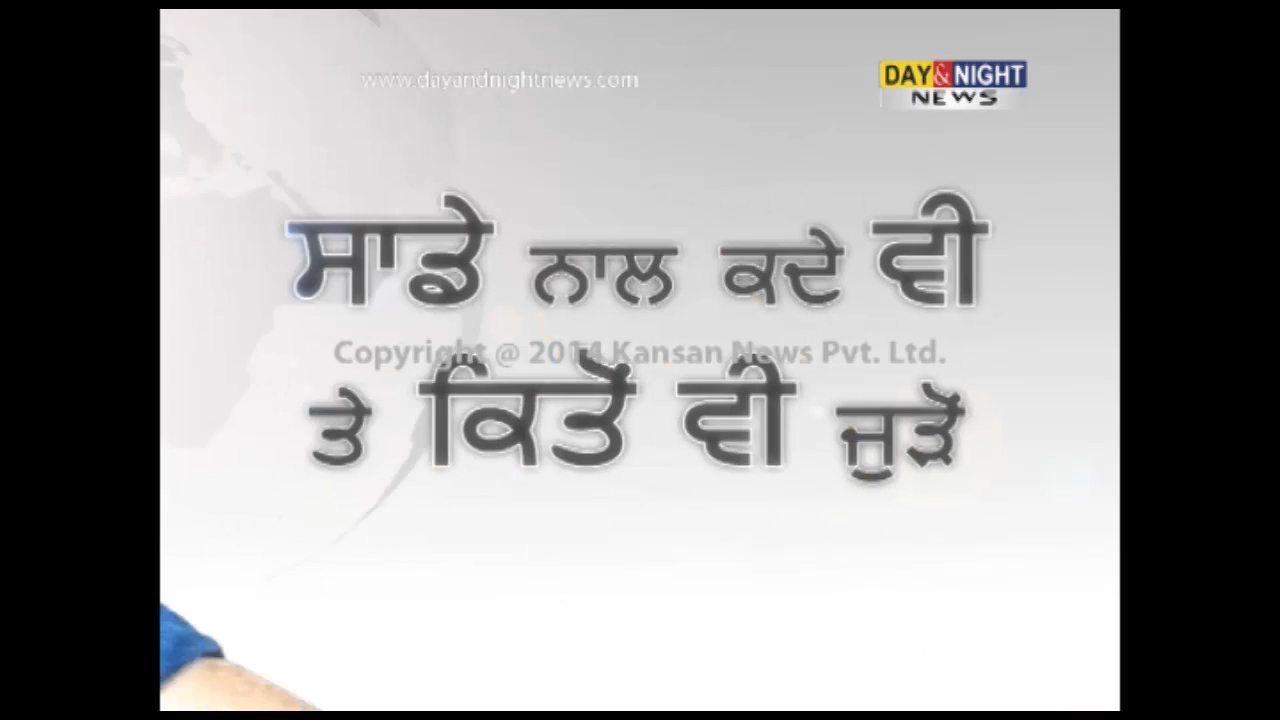 www.dayandnightnews.com
DAY&NIGHT
NEWS
ਸਾਡੇ ਨਾਲ ਕਦੇ ਵੀ
Copyright @ 2014 Kansan News Pvt. Ltd.
ਤੇ ਕਿਤੋਂ ਵੀ ਜੁੜੋਂ